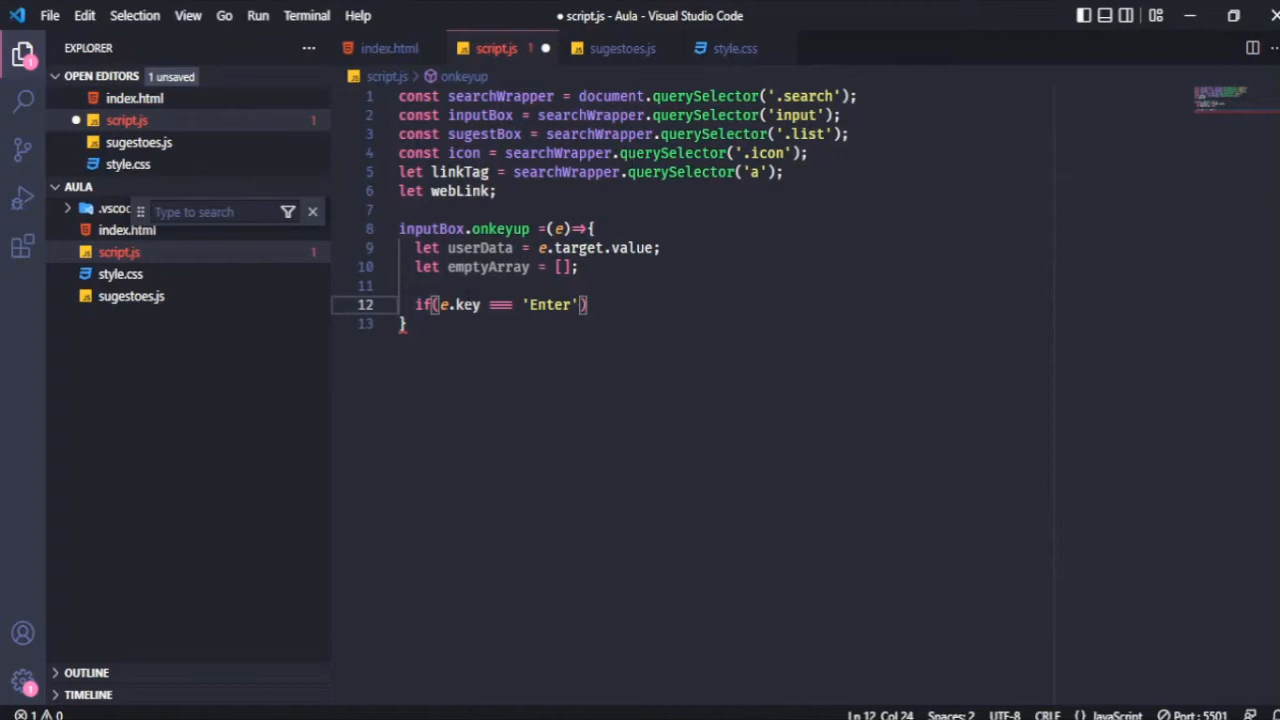 File Edit Selection View Go Run Terminal Help
● script.js - Aula - Visual Studio Code
EXPLORER
OPEN EDITORS 1 unsaved
index.html
script.js 1
sugestoes.js
style.css
AULA
.vscod
Type to search
index.html
script.js 1
style.css
sugestoes.js
OUTLINE
TIMELINE
1
1
index.html script.js 1 sugestoes.js style.css
script.js > onkeyup
1 const searchWrapper = document.querySelector('.search');
2 const inputBox = searchWrapper.querySelector('input');
3 const sugestBox = searchWrapper.querySelector('.list');
4 const icon = searchWrapper.querySelector('.icon');
5 let linkTag = searchWrapper.querySelector('a');
6 let webLink;
7
8 inputBox.onkeyup =(e)=>{
9 let userData = e.target.value;
10 let emptyArray = [];
11
12 if(e.key === 'Enter')
13 }
1 0
Ln 12, Col 24 Spaces: 2 UTF-8 CRLF {} JavaScript Port : 5501